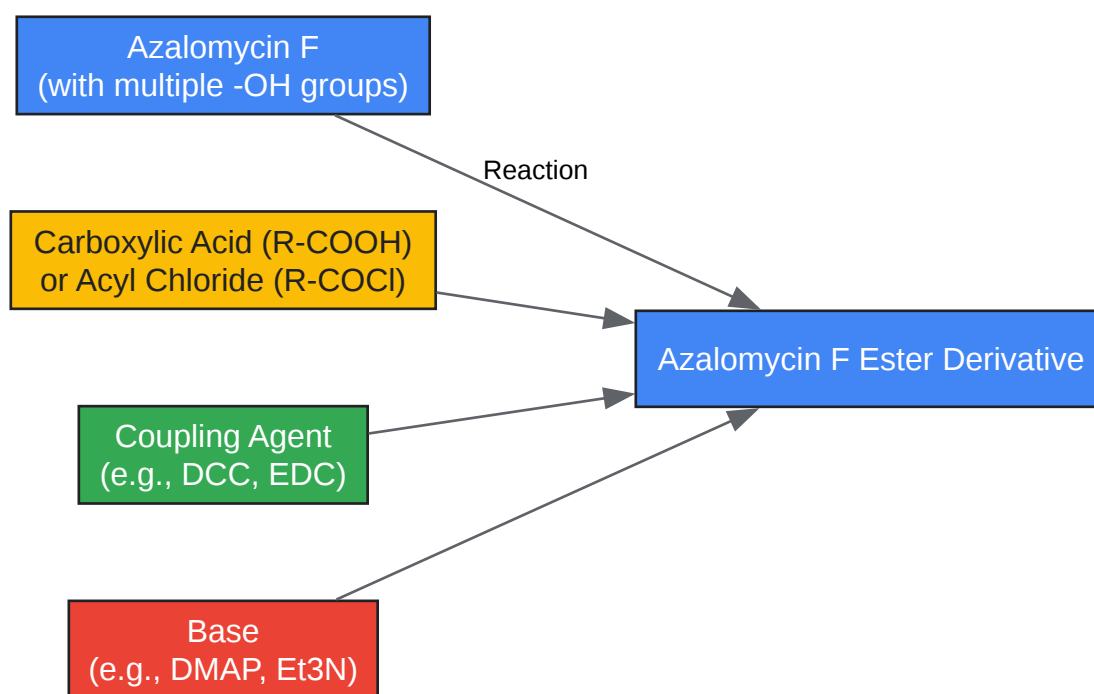 Azalomycin F
(with multiple -OH groups)
Reaction
Carboxylic Acid (R-COOH)
or Acyl Chloride (R-COCl)
Azalomycin F Ester Derivative
Coupling Agent
(e.g., DCC, EDC)
Base
(e.g., DMAP, Et3N)